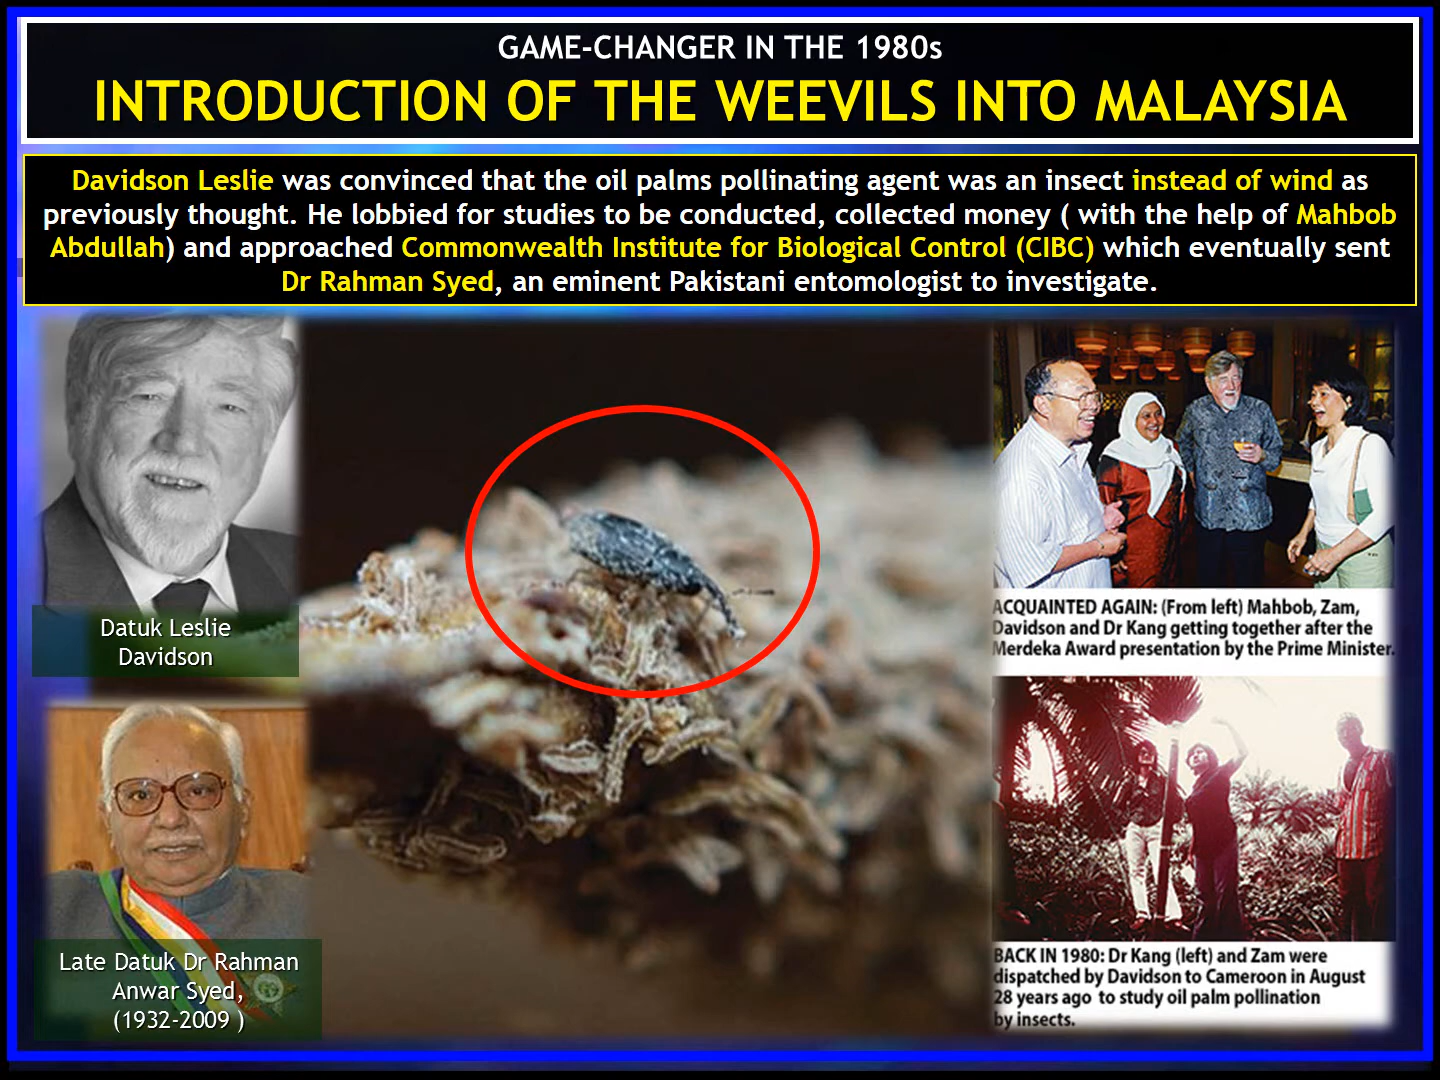 GAME-CHANGER IN THE 1980s
INTRODUCTION OF THE WEEVILS INTO MALAYSIA
Davidson Leslie was convinced that the oil palms pollinating agent was an insect instead of wind as
previously thought. He lobbied for studies to be conducted, collected money ( with the help of Mahbob
Abdullah) and approached Commonwealth Institute for Biological Control (CIBC) which eventually sent
Dr Rahman Syed, an eminent Pakistani entomologist to investigate.
Datuk Leslie
Davidson
Late Datuk Dr Rahman
Anwar Syed,
(1932-2009 )
ACQUAINTED AGAIN: (From left) Mahbob, Zam,
Davidson and Dr Kang getting together after the
Merdeka Award presentation by the Prime Minister.
BACK IN 1980: Dr Kang (left) and Zam were
dispatched by Davidson to Cameroon in August
28 years ago to study oil palm pollination
by insects.